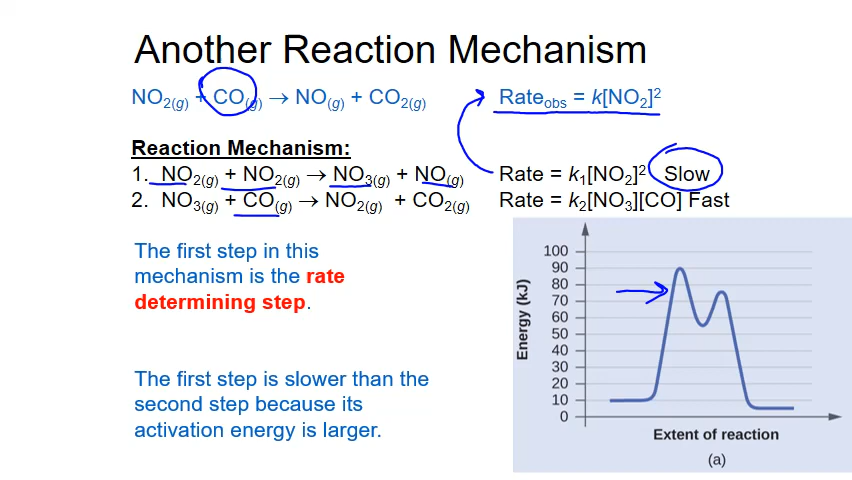 Another Reaction Mechanism
NO2(g) + CO(g) → NO(g) + CO2(g) Rateobs = k[NO2]2
Reaction Mechanism:
1. NO2(g) + NO2(g) → NO3(g) + NO(g) Rate = k1[NO2]2 Slow
2. NO3(g) + CO(g) → NO2(g) + CO2(g) Rate = k2[NO3][CO] Fast
The first step in this
mechanism is the rate
determining step.
The first step is slower than the
second step because its
activation energy is larger.
Energy (kJ)
100
90
80
70
60
50
40
30
20
10
0
Extent of reaction
(a)